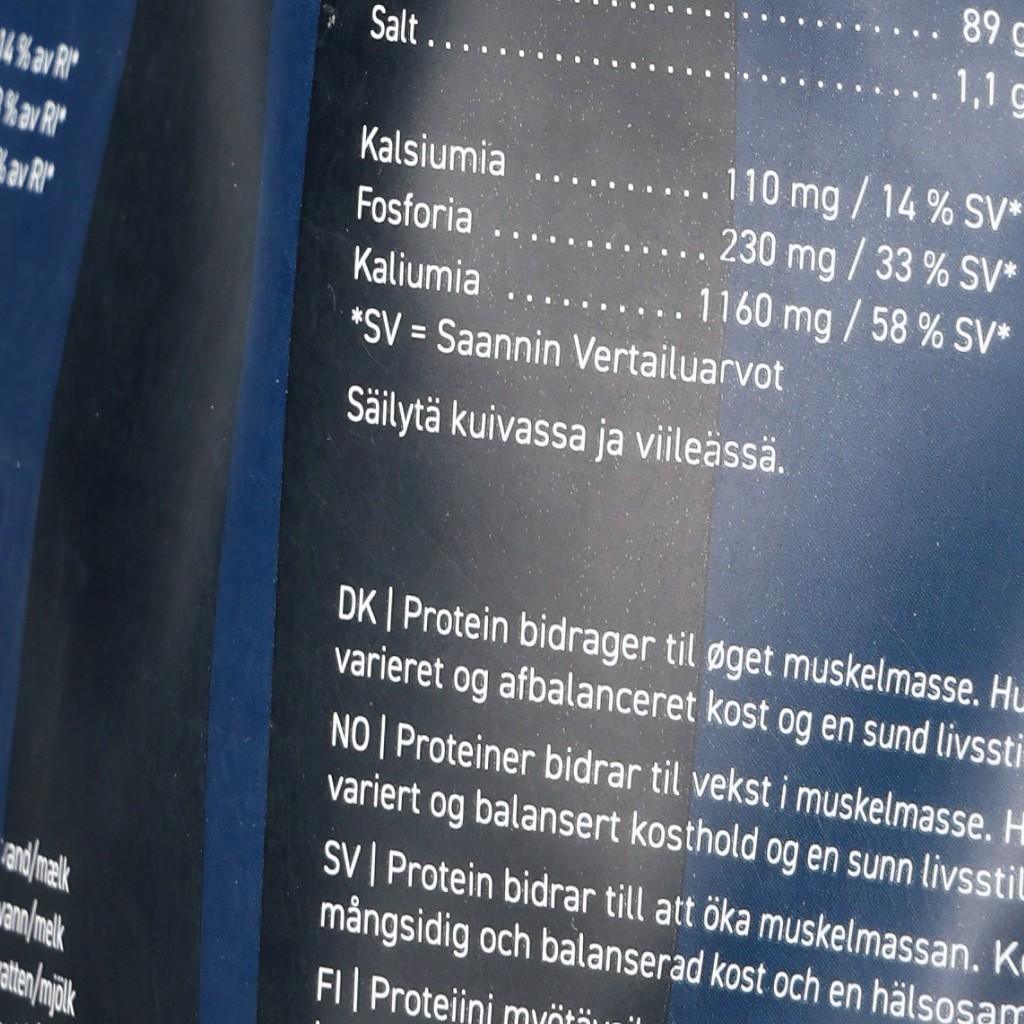 14 % av RI*
% av RI*
% av RI*
89 g
Salt 1,1 g
Kalsiumia 110 mg / 14 % SV*
Fosforia 230 mg / 33 % SV*
Kaliumia 1160 mg / 58 % SV*
*SV = Saannin Vertailuarvot
Säilytä kuivassa ja viileässä.
DK | Protein bidrager til øget muskelmasse.
varieret og afbalanceret kost og en sund
NO | Proteiner bidrar til vekst i muskelmasse.
variert og balansert kosthold og en sunn
SV | Protein bidrar till att öka muskelmassan.
mångsidig och balanserad kost och en
FI | Proteiini
/mælk
/melk
/mjölk